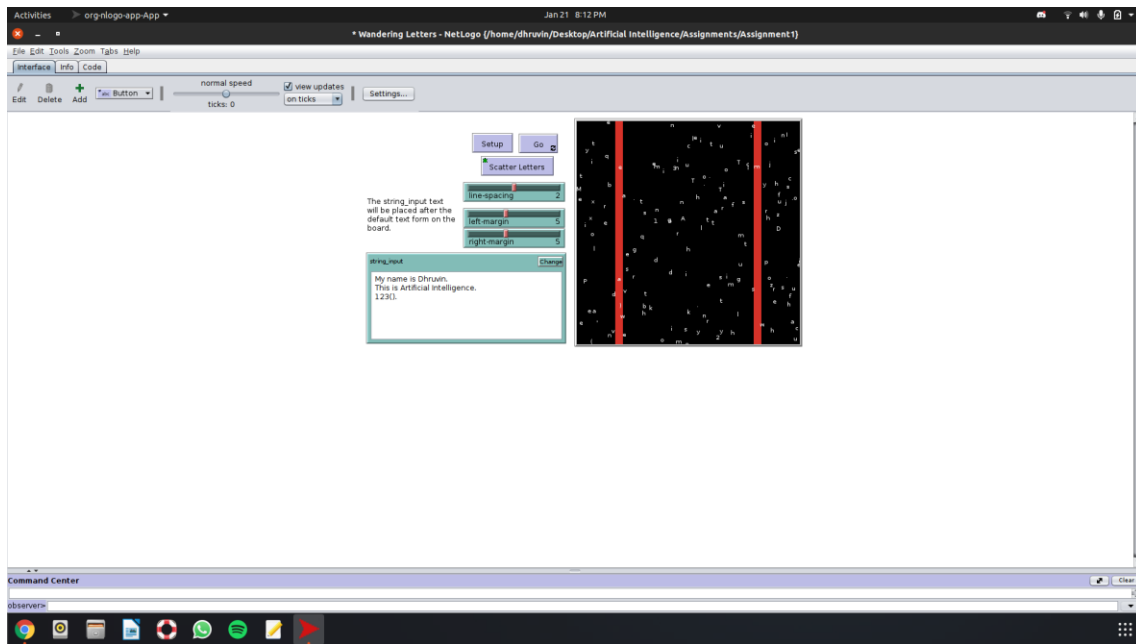 Activities
org-nlogo-app-App
Jan 21 8:12 PM
* Wandering Letters - NetLogo {/home/dhruvin/Desktop/Artificial Intelligence/Assignments/Assignment1}
File Edit Tools Zoom Tabs Help
Interface Info Code
Edit Delete Add
Button
normal speed
ticks: 0
view updates
on ticks
Settings...
Setup
Go
Scatter Letters
line-spacing 2
The string_input text
will be placed after the
default text form on the
board.
left-margin 5
right-margin 5
string_input
Change
My name is Dhruvin.
This is Artificial Intelligence.
123().
Command Center
Clear
observer>